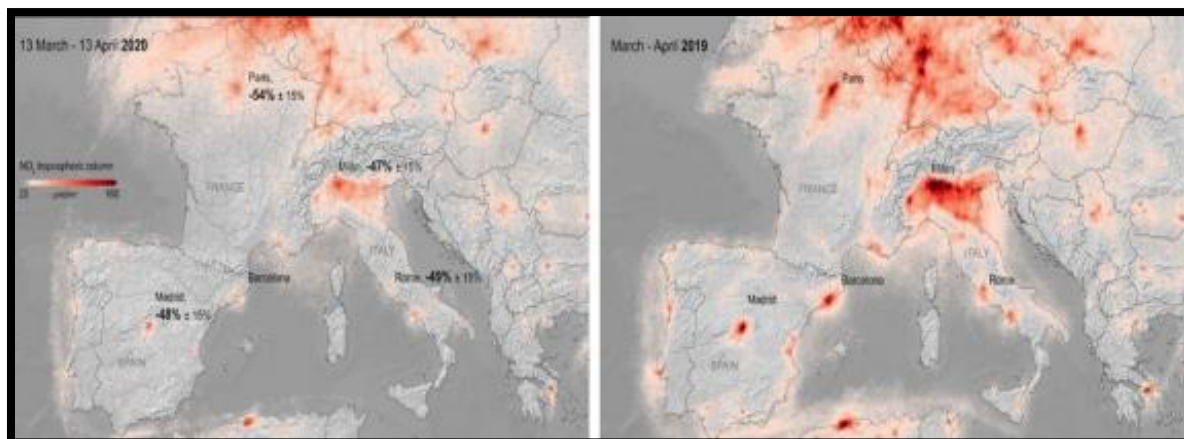 13 March - 13 April 2020
Paris,
-54% ± 15%
Milan, -47% ± 15%
NO₂ tropospheric column
FRANCE
ITALY
Barcelona
Rome, -49% ± 15%
Madrid,
-48% ± 15%
SPAIN
March - April 2019
Paris
Milan
FRANCE
ITALY
Barcelona
Rome
Madrid
SPAIN